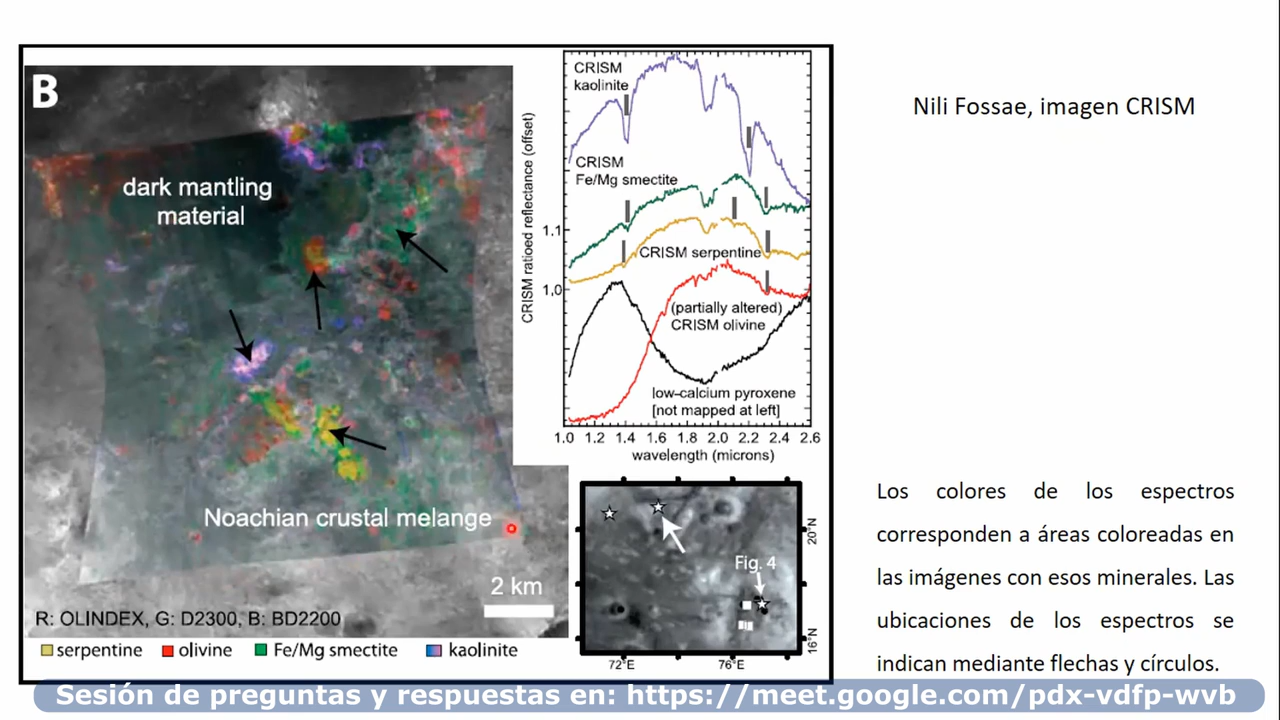 B
dark mantling
material
Noachian crustal melange
2 km
R: OLINDEX, G: D2300, B: BD2200
serpentine olivine Fe/Mg smectite kaolinite
CRISM ratioed reflectance (offset)
CRISM
kaolinite
CRISM
Fe/Mg smectite
1,1
CRISM serpentine
1,0
(partially altered)
CRISM olivine
low-calcium pyroxene
[not mapped at left]
1.0 1.2 1.4 1.6 1.8 2.0 2.2 2.4 2.6
wavelength (microns)
Fig. 4
20°N
16°N
72°E 76°E
Nili Fossae, imagen CRISM
Los colores de los espectros
corresponden a áreas coloreadas en
las imágenes con esos minerales. Las
ubicaciones de los espectros se
indican mediante flechas y círculos.
Sesión de preguntas y respuestas en: https://meet.google.com/pdx-vdfp-wvb